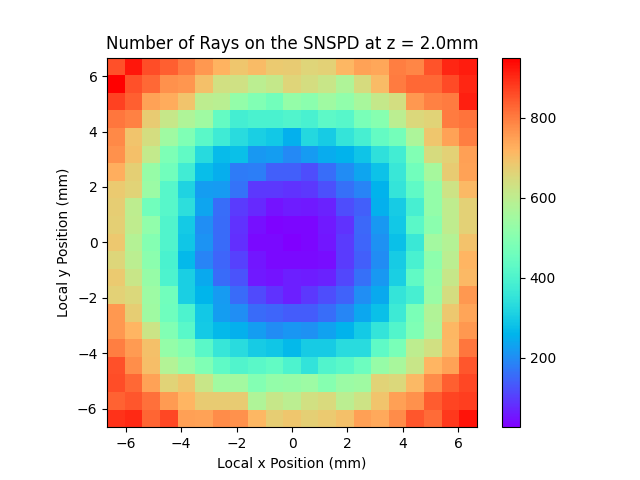 Number of Rays on the SNSPD at z = 2.0mm
Local y Position (mm)
6
4
2
0
−2
−4
−6
−6 −4 −2 0 2 4 6
Local x Position (mm)
800
600
400
200